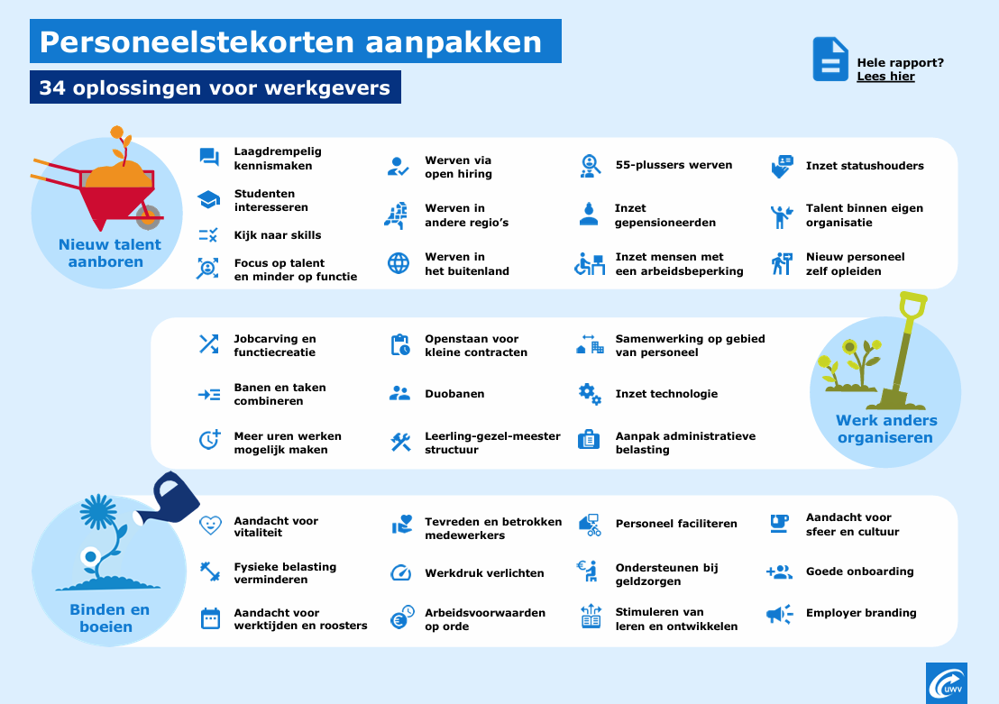 Personeelstekorten aanpakken
34 oplossingen voor werkgevers
Hele rapport?
Lees hier
Nieuw talent
aanboren
Laagdrempelig
kennismaken
Studenten
interesseren
Kijk naar skills
Focus op talent
en minder op functie
Werven via
open hiring
Werven in
andere regio's
Werven in
het buitenland
55-plussers werven
Inzet
gepensioneerden
Inzet mensen met
een arbeidsbeperking
Inzet statushouders
Talent binnen eigen
organisatie
Nieuw personeel
zelf opleiden
Jobcarving en
functiecreatie
Banen en taken
combineren
Meer uren werken
mogelijk maken
Openstaan voor
kleine contracten
Duobanen
Leerling-gezel-meester
structuur
Samenwerking op gebied
van personeel
Inzet technologie
Aanpak administratieve
belasting
Werk anders
organiseren
Binden en
boeien
Aandacht voor
vitaliteit
Fysieke belasting
verminderen
Aandacht voor
werktijden en roosters
Tevreden en betrokken
medewerkers
Werkdruk verlichten
Arbeidsvoorwaarden
op orde
Personeel faciliteren
Ondersteunen bij
geldzorgen
Stimuleren van
leren en ontwikkelen
Aandacht voor
sfeer en cultuur
Goede onboarding
Employer branding
UWV